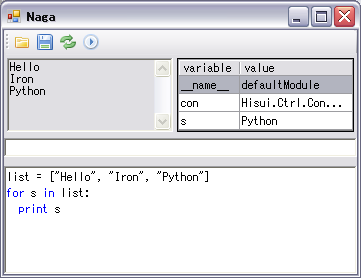 Naga
Hello
Iron
Python
variable value
__name__ defaultModule
con Hisui.Ctrl.Con...
s Python
list = ["Hello", "Iron", "Python"]
for s in list:
  print s